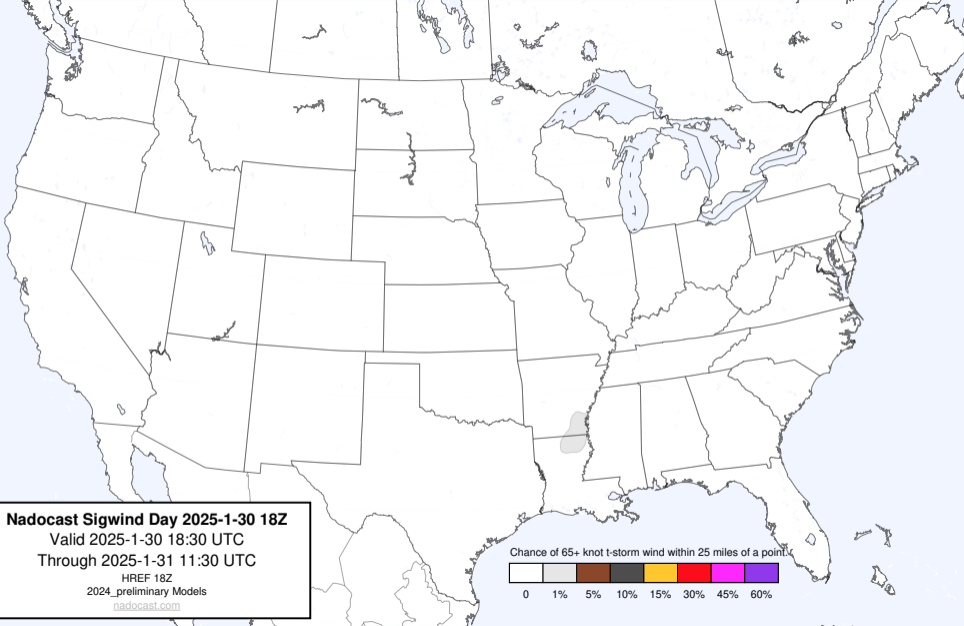 Nadocast Sigwind Day 2025-1-30 18Z
Valid 2025-1-30 18:30 UTC
Through 2025-1-31 11:30 UTC
HREF 18Z
2024_preliminary Models
nadocast.com
Chance of 65+ knot t-storm wind within 25 miles of a point.
0 1% 5% 10% 15% 30% 45% 60%